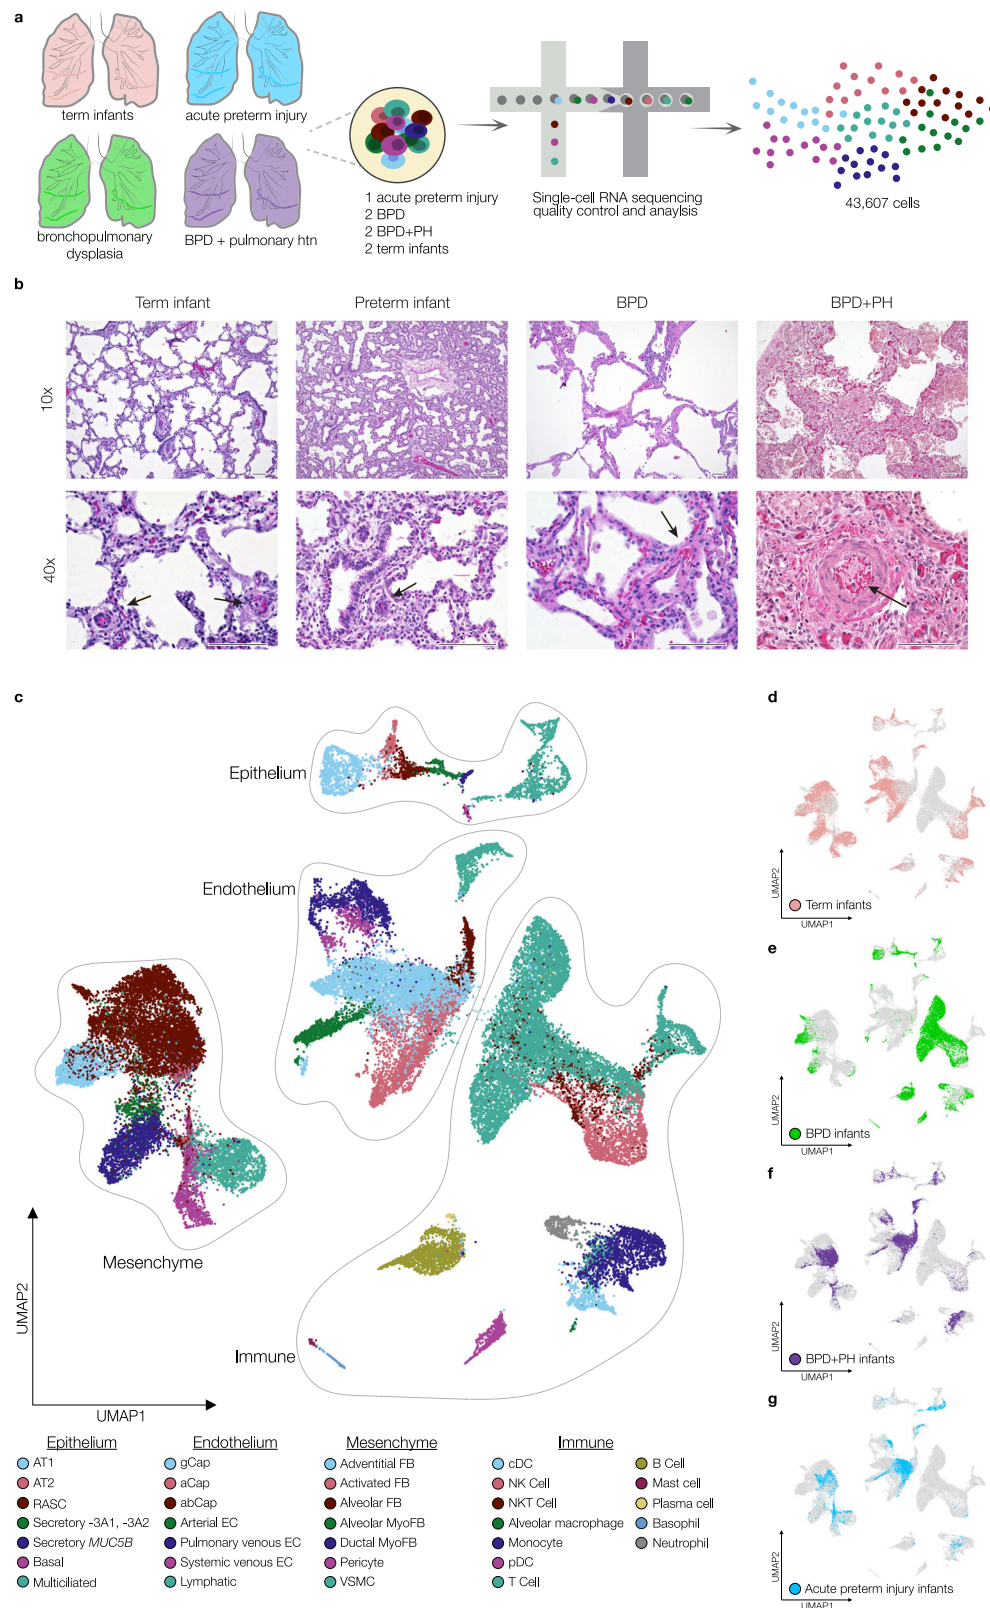 a
term infants
acute preterm injury
bronchopulmonary
dysplasia
BPD + pulmonary htn
1 acute preterm injury
2 BPD
2 BPD+PH
2 term infants
Single-cell RNA sequencing
quality control and anaylsis
43,607 cells
b
Term infant
Preterm infant
BPD
BPD+PH
10x
40x
c
Epithelium
Endothelium
Mesenchyme
Immune
UMAP2
UMAP1
Epithelium
AT1
AT2
RASC
Secretory -3A1, -3A2
Secretory MUC5B
Basal
Multiciliated
Endothelium
gCap
aCap
abCap
Arterial EC
Pulmonary venous EC
Systemic venous EC
Lymphatic
Mesenchyme
Adventitial FB
Activated FB
Alveolar FB
Alveolar MyoFB
Ductal MyoFB
Pericyte
VSMC
Immune
cDC
NK Cell
NKT Cell
Alveolar macrophage
Monocyte
pDC
T Cell
B Cell
Mast cell
Plasma cell
Basophil
Neutrophil
d
UMAP2
Term infants
UMAP1
e
UMAP2
BPD infants
UMAP1
f
UMAP2
BPD+PH infants
UMAP1
g
UMAP2
Acute preterm injury infants
UMAP1